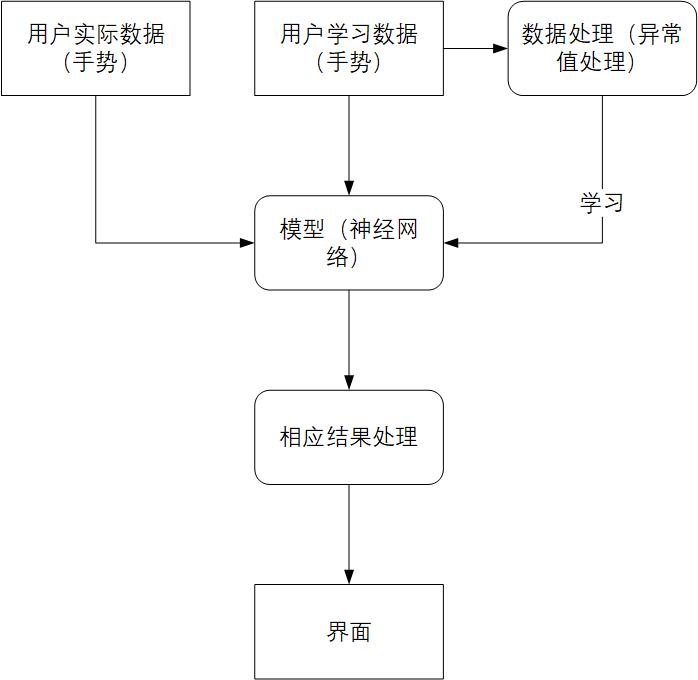 用户实际数据
（手势）
用户学习数据
（手势）
数据处理（异常
值处理）
学习
模型（神经网
络）
相应结果处理
界面